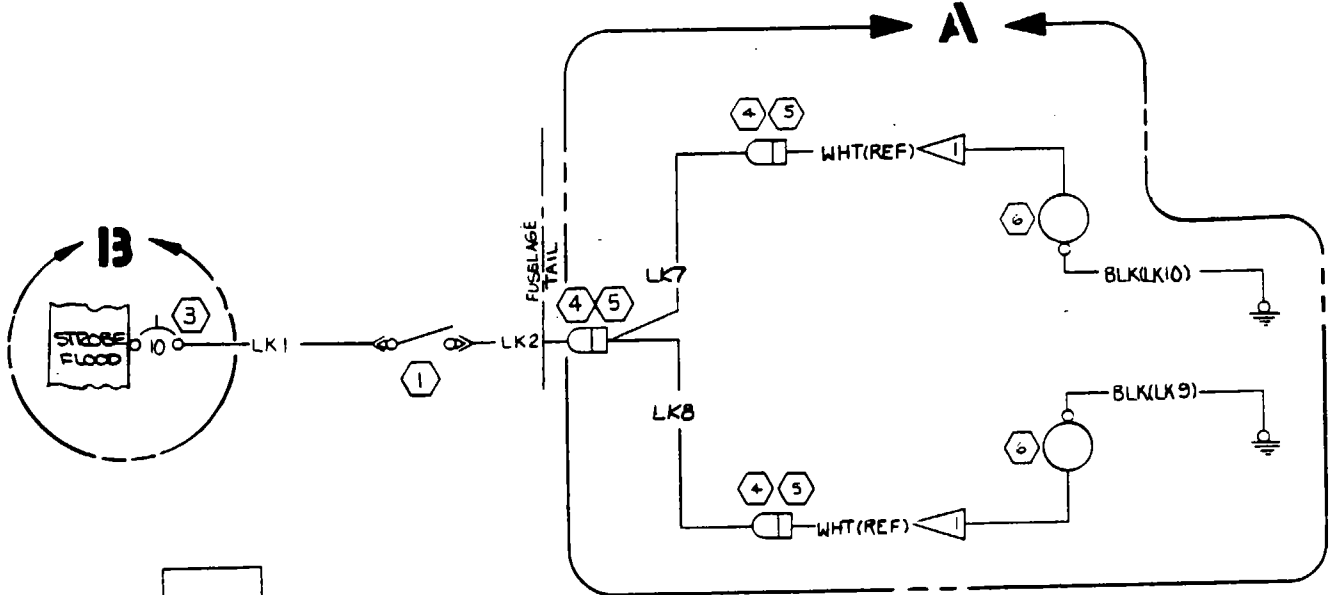 A
4 5
WHT(REF) 1
6
B
FUSELAGE
TAIL
BLK(LK10)
LK7
4 5
3
STROBE
FLOOD
10
LK1
LK2
1
BLK(LK9)
LK8
6
4 5
WHT(REF) 1